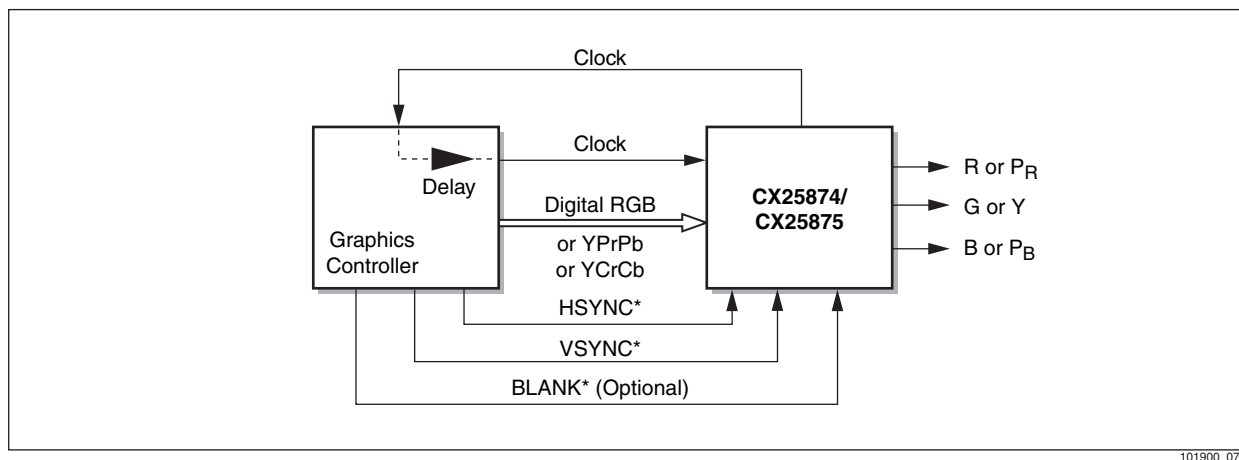 Clock
Clock
Delay
Graphics
Controller
Digital RGB
or YPrPb
or YCrCb
CX25874/
CX25875
R or PR
G or Y
B or PB
HSYNC*
VSYNC*
BLANK* (Optional)
101900_07